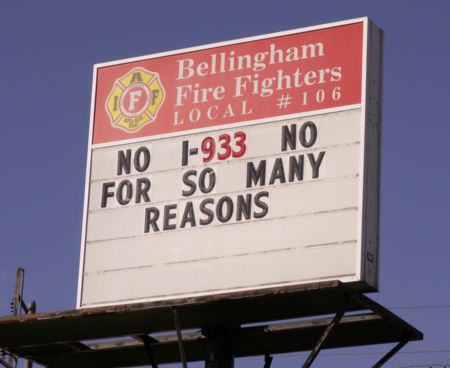 Bellingham
Fire Fighters
LOCAL # 106
I A F F
NO I-933 NO
FOR SO MANY
REASONS